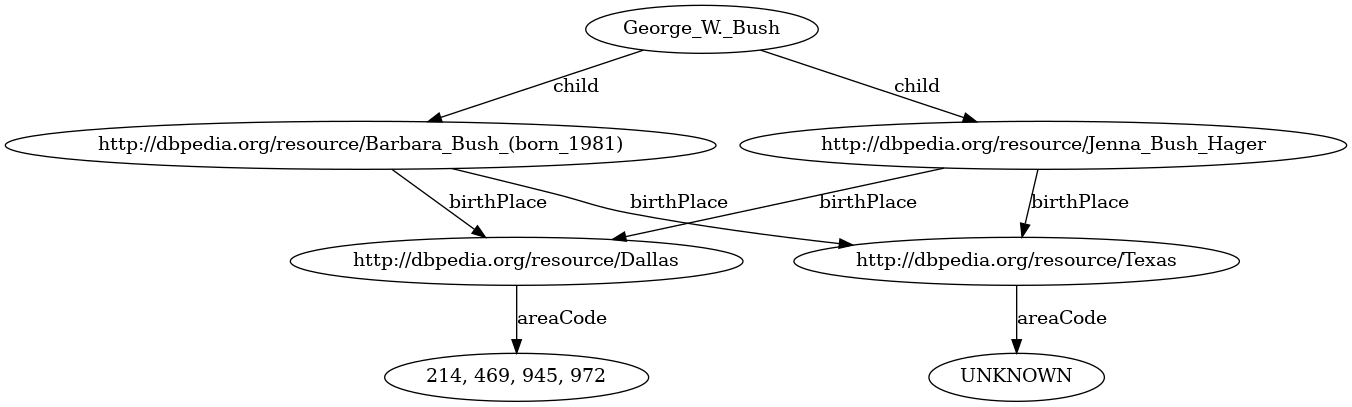 George_W._Bush
child
child
http://dbpedia.org/resource/Barbara_Bush_(born_1981)
http://dbpedia.org/resource/Jenna_Bush_Hager
birthPlace
birthPlace
birthPlace
birthPlace
http://dbpedia.org/resource/Dallas
http://dbpedia.org/resource/Texas
areaCode
areaCode
214, 469, 945, 972
UNKNOWN